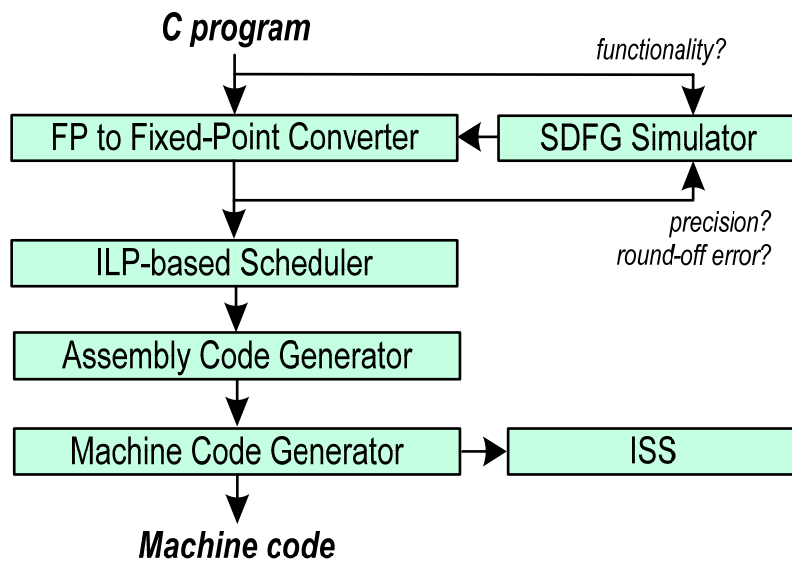 C program
functionality?
FP to Fixed-Point Converter
SDFG Simulator
precision?
round-off error?
ILP-based Scheduler
Assembly Code Generator
Machine Code Generator
ISS
Machine code